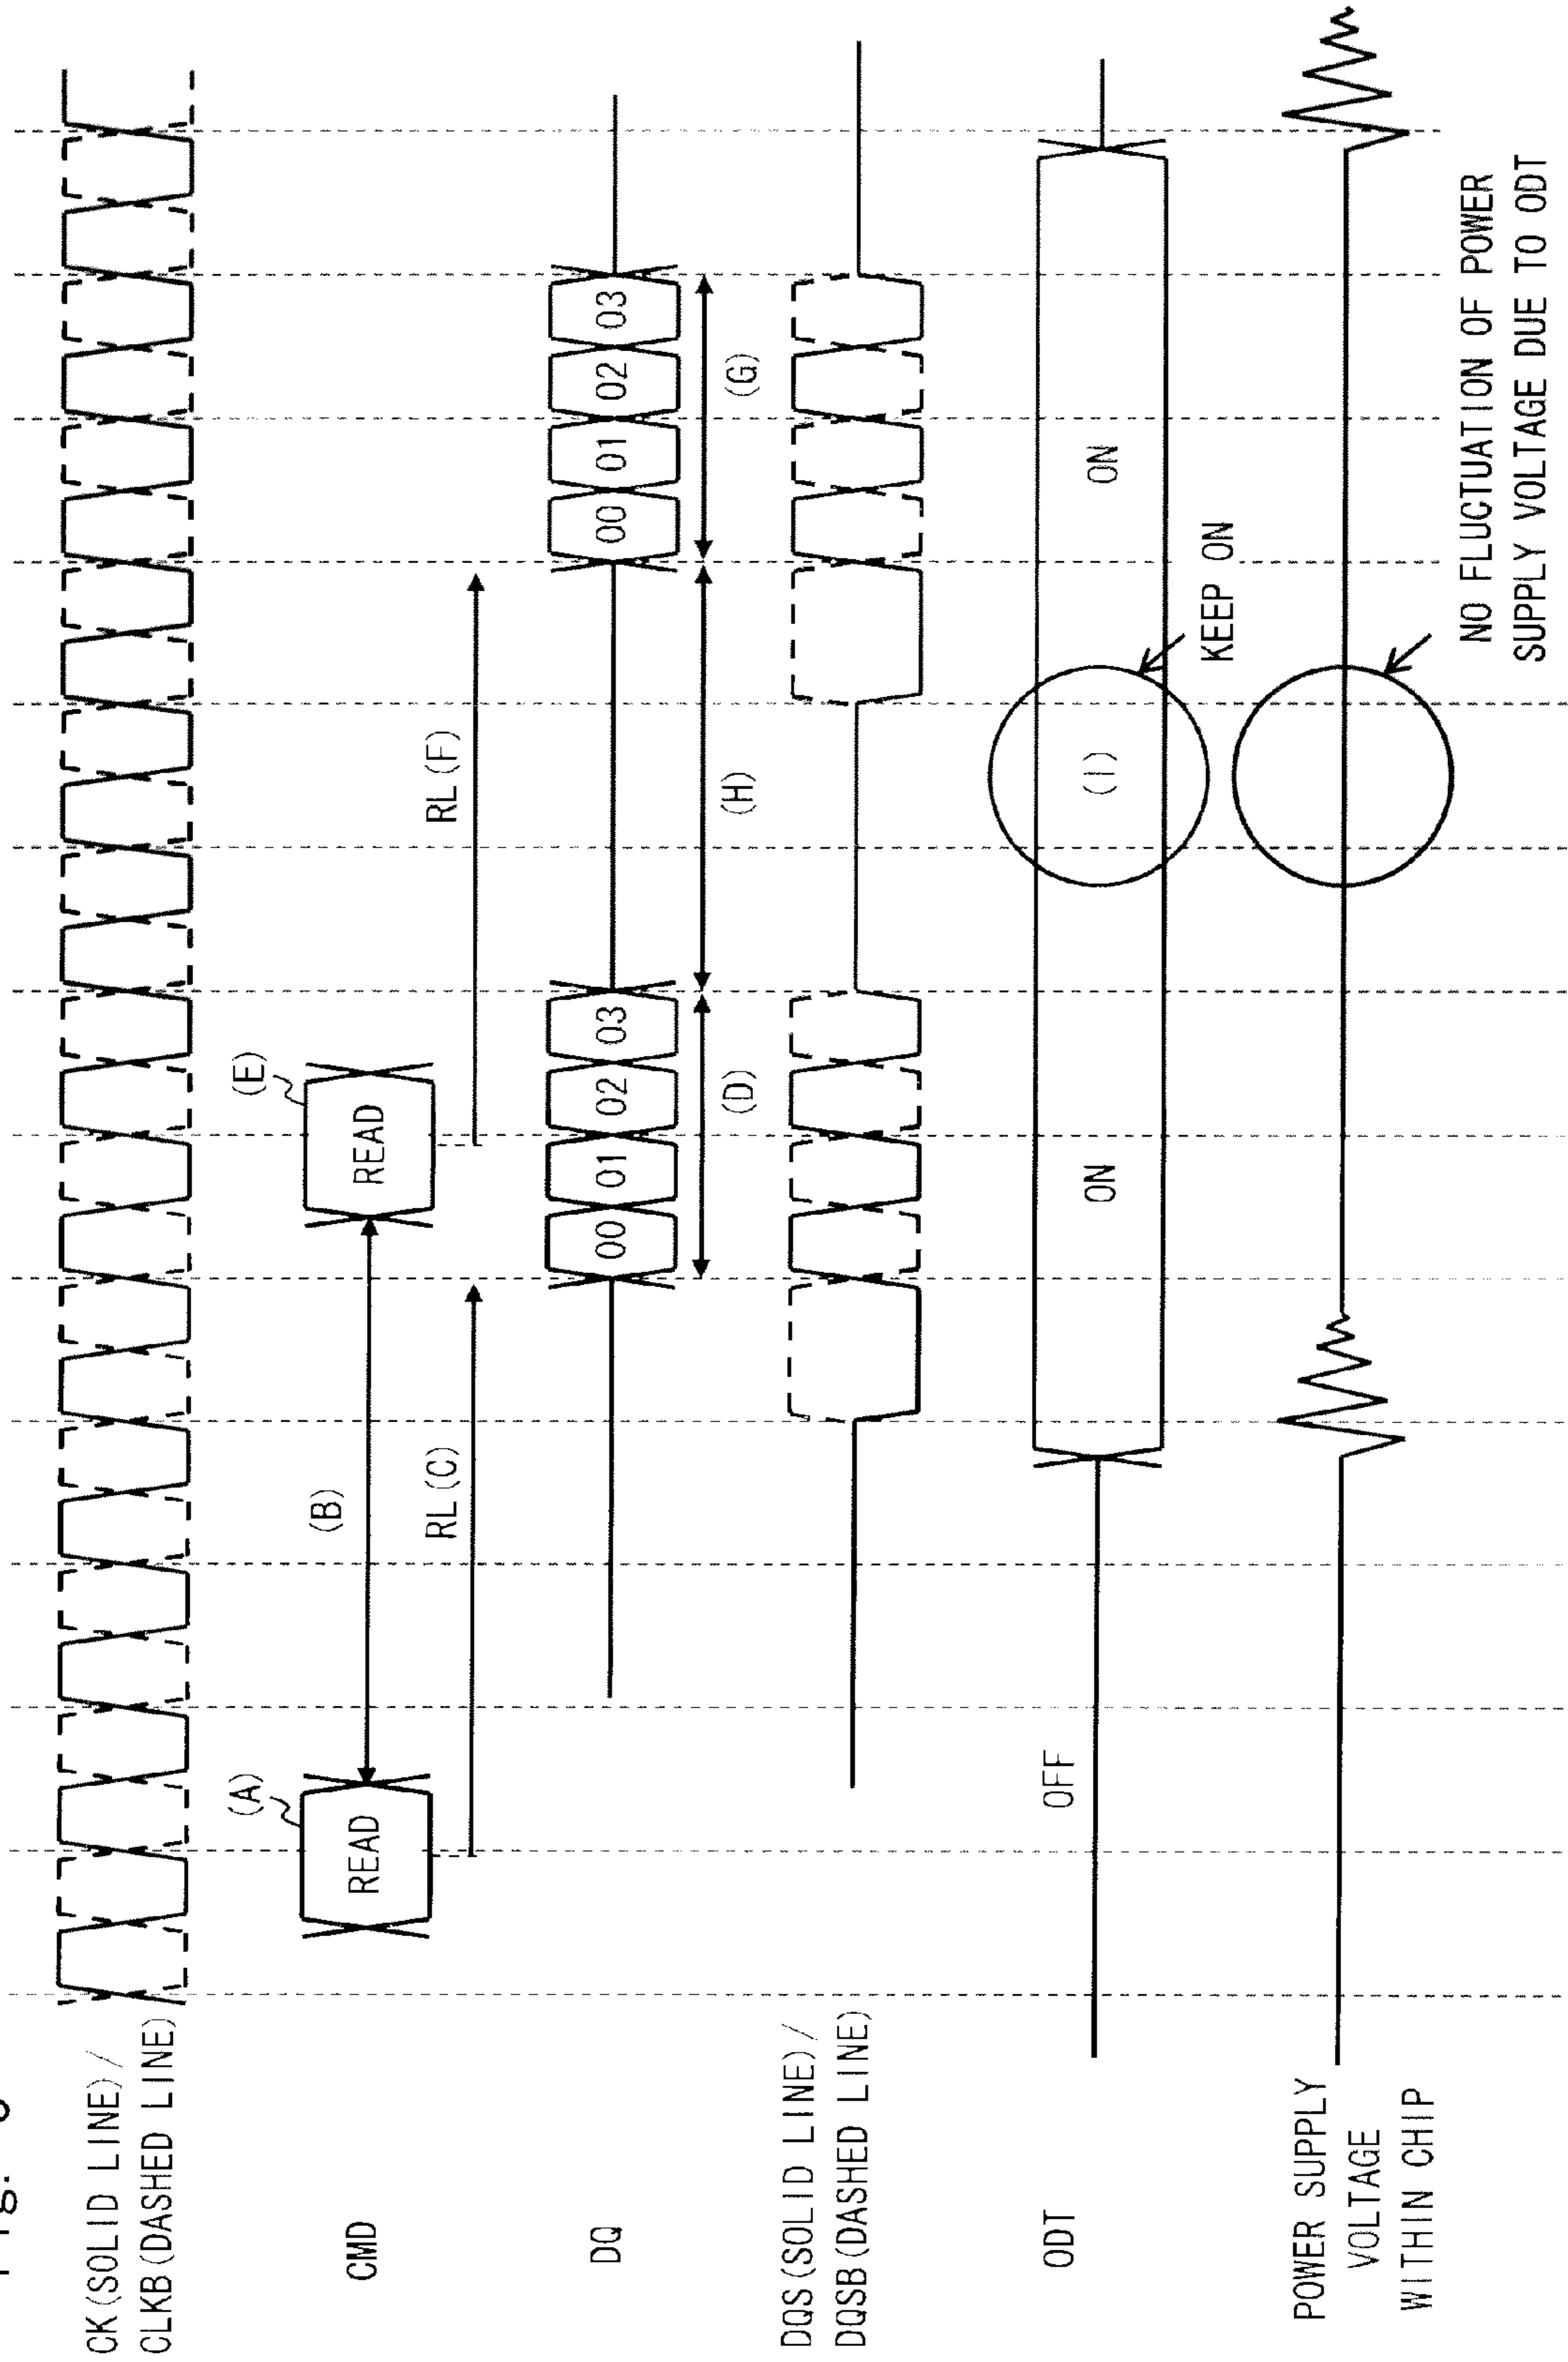 CK(SOLID LINE)/
CLKB(DASHED LINE)
CMD
(A)
READ
(B)
(E)
READ
RL(C)
RL(F)
DQ
00 01 02 03
00 01 02 03
(D)
(H)
(G)
DQS(SOLID LINE)/
DQSB(DASHED LINE)
ODT
OFF
ON
(I)
ON
KEEP ON
POWER SUPPLY
VOLTAGE
WITHIN CHIP
NO FLUCTUATION OF POWER
SUPPLY VOLTAGE DUE TO ODT